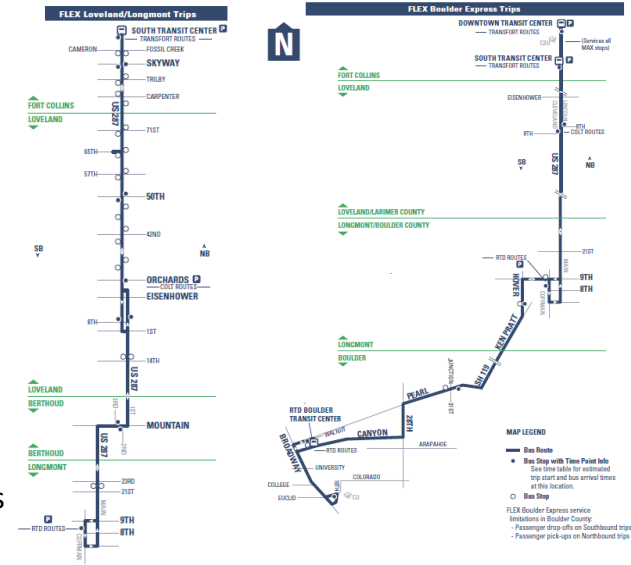 FLEX Loveland/Longmont Trips
SOUTH TRANSIT CENTER P
TRANSFORT ROUTES
CAMERON
FOSSIL CREEK
SKYWAY
TRILBY
CARPENTER
US 287
FORT COLLINS
LOVELAND
71ST
65TH
57TH
50TH
42ND
SB
NB
ORCHARDS P
COLT ROUTES
EISENHOWER
8TH
1ST
14TH
US 287
LOVELAND
BERTHOUD
3RD
1ST
MOUNTAIN
2ND
US 287
BERTHOUD
LONGMONT
23RD
21ST
MAIN
P
RTD ROUTES
9TH
8TH
COFFMAN
S
N
FLEX Boulder Express Trips
DOWNTOWN TRANSIT CENTER P
TRANSFORT ROUTES
CSU
(Services all
MAX stops)
SOUTH TRANSIT CENTER P
TRANSFORT ROUTES
FORT COLLINS
LOVELAND
EISENHOWER
CLEVELAND
LINCOLN
8TH
8TH
COLT ROUTES
US 287
SB
NB
LOVELAND/LARIMER COUNTY
LONGMONT/BOULDER COUNTY
21ST
RTD ROUTES
MAIN
P
HOVER
9TH
8TH
COFFMAN
KEN PRATT
LONGMONT
BOULDER
JUNCTION
SH 119
PEARL
31ST
RTD BOULDER
TRANSIT CENTER
WALNUT
28TH
CANYON
ARAPAHOE
RTD ROUTES
BROADWAY
UNIVERSITY
COLORADO
COLLEGE
18TH
EUCLID
CU
MAP LEGEND
Bus Route
Bus Stop with Time Point Info
See time table for estimated
trip start and bus arrival times
at this location.
Bus Stop
FLEX Boulder Express service
limitations in Boulder County:
- Passenger drop-offs on Southbound trips
- Passenger pick-ups on Northbound trips